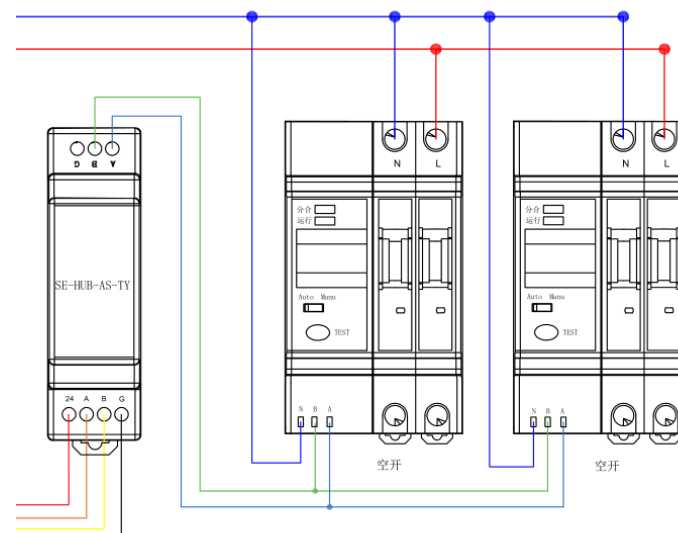 G B A
SE-HUB-AS-TY
24 A B G
N L
分合
运行
Auto Manu
TEST
N B A
空开
N L
分合
运行
Auto Manu
TEST
N B A
空开